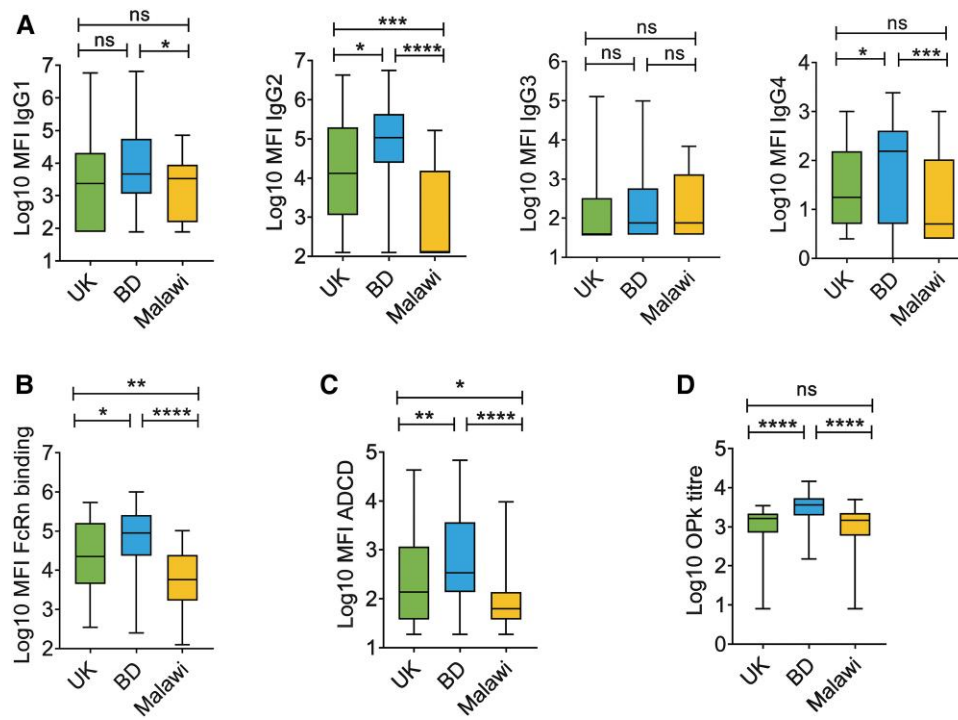 A
ns
ns
*
Log10 MFI IgG1
7
6
5
4
3
2
1
UK
BD
Malawi
***
*
****
Log10 MFI IgG2
7
6
5
4
3
2
UK
BD
Malawi
ns
ns
ns
Log10 MFI IgG3
6
5
4
3
2
1
UK
BD
Malawi
ns
*
***
Log10 MFI IgG4
4
3
2
1
0
UK
BD
Malawi
B
**
*
****
Log10 MFI FcRn binding
7
6
5
4
3
2
UK
BD
Malawi
C
*
**
****
Log10 MFI ADCD
5
4
3
2
1
UK
BD
Malawi
D
ns
****
****
Log10 OPk titre
5
4
3
2
1
0
UK
BD
Malawi